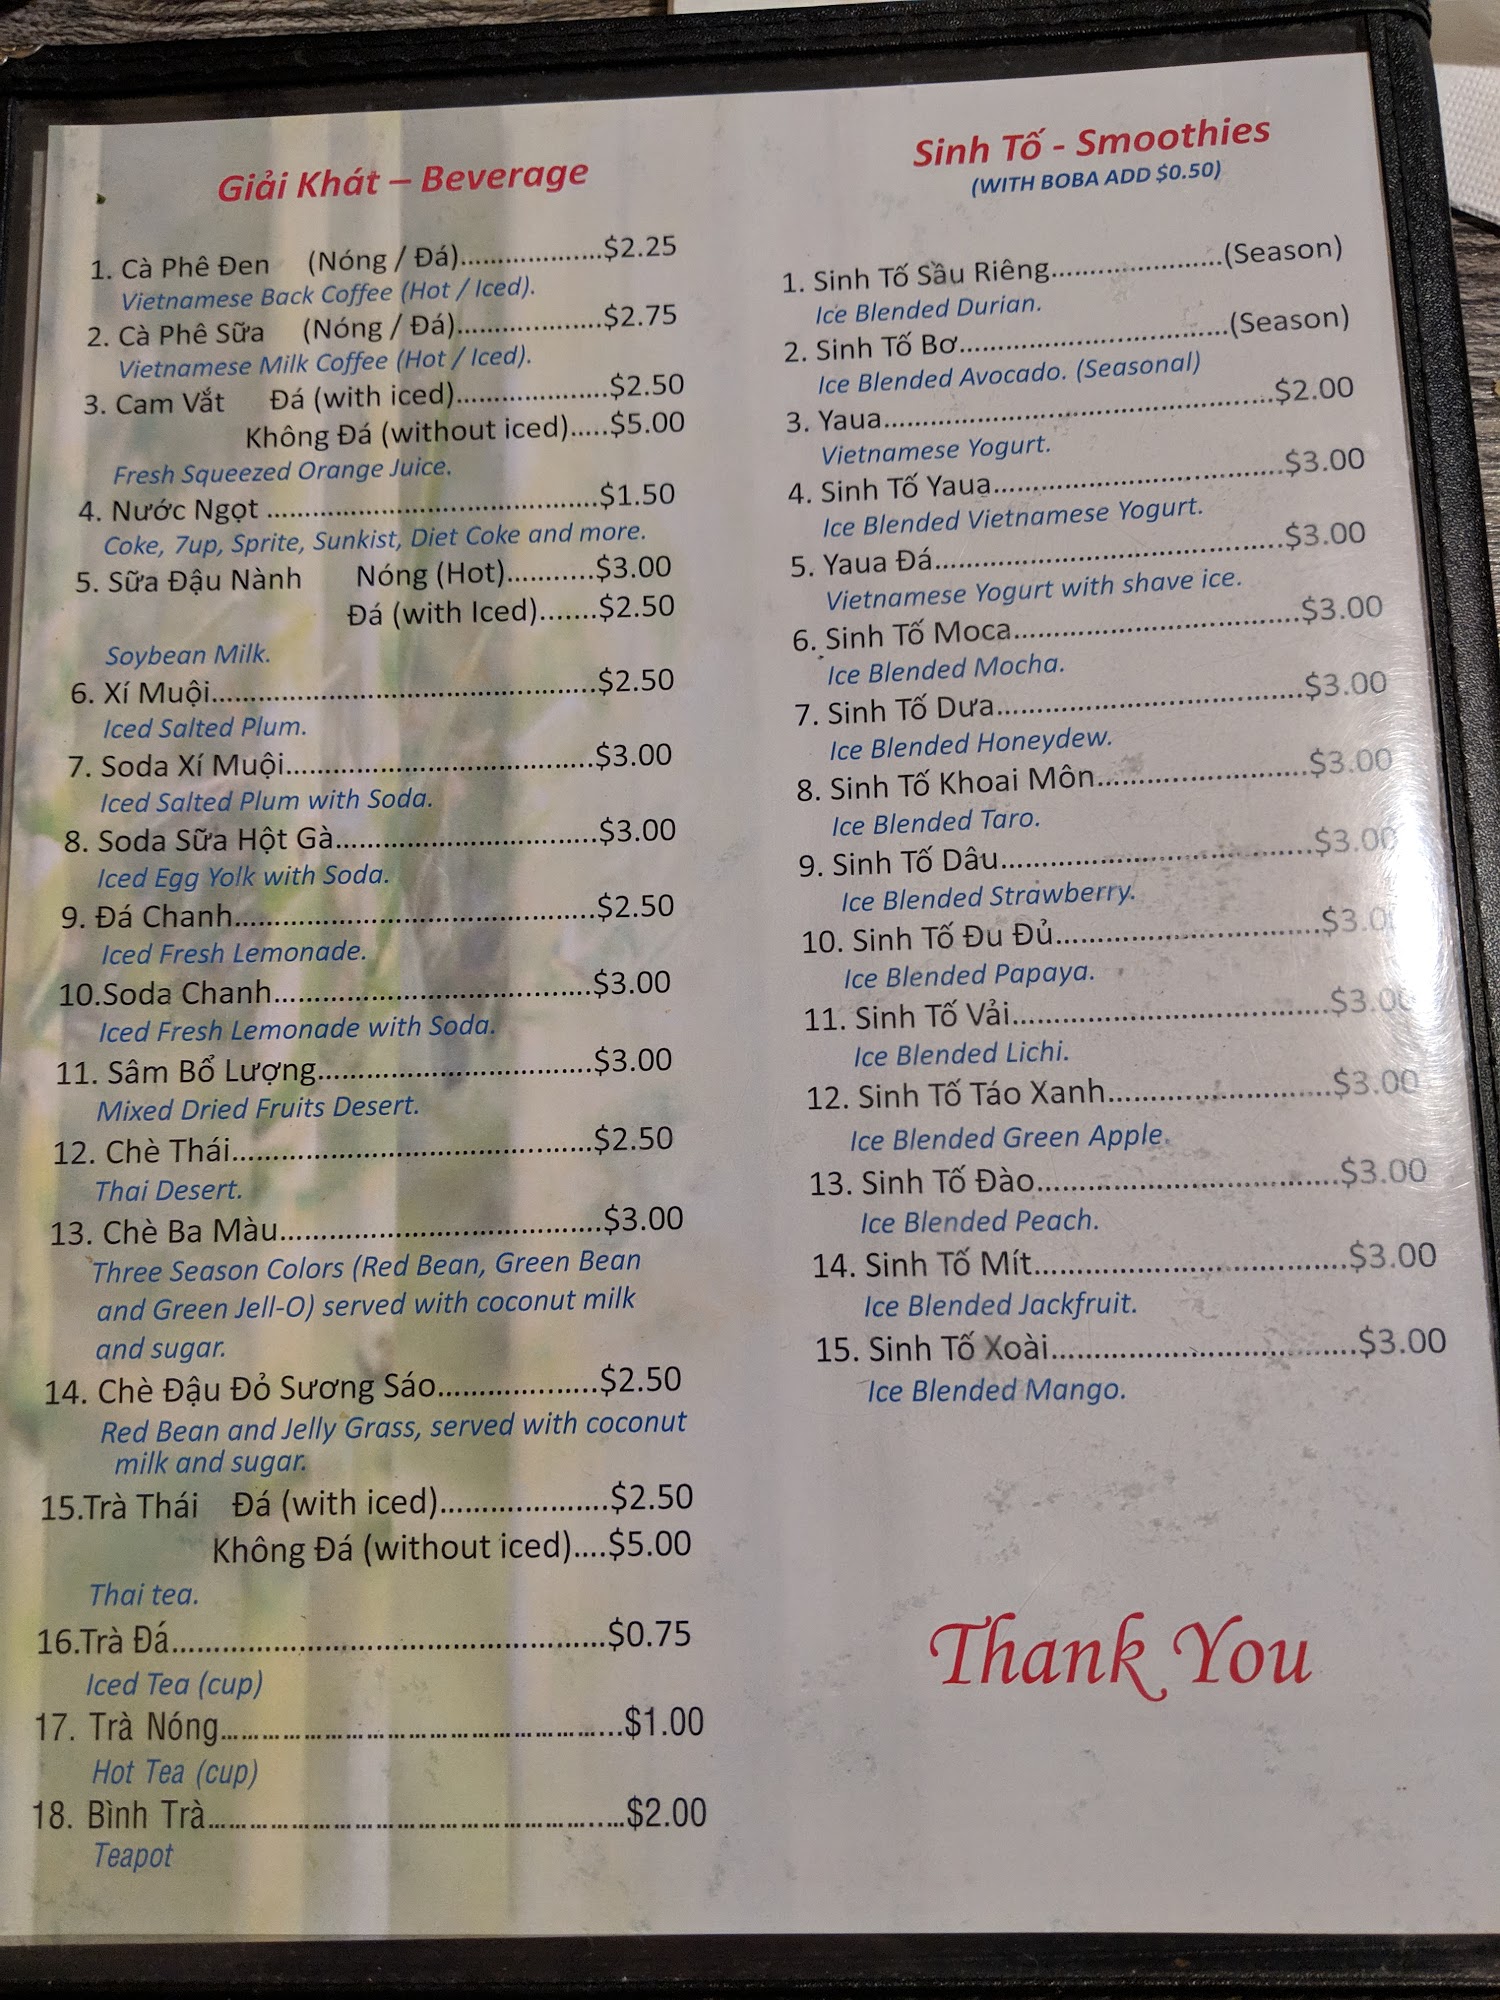 Giải Khát – Beverage
1. Cà Phê Đen (Nóng / Đá)....................$2.25
Vietnamese Back Coffee (Hot / Iced).
2. Cà Phê Sữa (Nóng / Đá)....................$2.75
Vietnamese Milk Coffee (Hot / Iced).
3. Cam Vắt Đá (with iced).....................$2.50
Không Đá (without iced).....$5.00
Fresh Squeezed Orange Juice.
4. Nước Ngọt ..............................................$1.50
Coke, 7up, Sprite, Sunkist, Diet Coke and more.
5. Sữa Đậu Nành Nóng (Hot)...........$3.00
Đá (with Iced).......$2.50
Soybean Milk.
6. Xí Muội....................................................$2.50
Iced Salted Plum.
7. Soda Xí Muội..........................................$3.00
Iced Salted Plum with Soda.
8. Soda Sữa Hột Gà...................................$3.00
Iced Egg Yolk with Soda.
9. Đá Chanh................................................$2.50
Iced Fresh Lemonade.
10.Soda Chanh..........................................$3.00
Iced Fresh Lemonade with Soda.
11. Sâm Bổ Lượng....................................$3.00
Mixed Dried Fruits Desert.
12. Chè Thái...............................................$2.50
Thai Desert.
13. Chè Ba Màu..........................................$3.00
Three Season Colors (Red Bean, Green Bean
and Green Jell-O) served with coconut milk
and sugar.
14. Chè Đậu Đỏ Sương Sáo....................$2.50
Red Bean and Jelly Grass, served with coconut
milk and sugar.
15.Trà Thái Đá (with iced).....................$2.50
Không Đá (without iced)....$5.00
Thai tea.
16.Trà Đá.....................................................$0.75
Iced Tea (cup)
17. Trà Nóng.....................................................$1.00
Hot Tea (cup)
18. Bình Trà.......................................................$2.00
Teapot
Sinh Tố - Smoothies
(WITH BOBA ADD $0.50)
1. Sinh Tố Sầu Riêng.......................(Season)
Ice Blended Durian.
2. Sinh Tố Bơ....................................(Season)
Ice Blended Avocado. (Seasonal)
3. Yaua....................................................$2.00
Vietnamese Yogurt.
4. Sinh Tố Yaua.......................................$3.00
Ice Blended Vietnamese Yogurt.
5. Yaua Đá...............................................$3.00
Vietnamese Yogurt with shave ice.
6. Sinh Tố Moca......................................$3.00
Ice Blended Mocha.
7. Sinh Tố Dưa.........................................$3.00
Ice Blended Honeydew.
8. Sinh Tố Khoai Môn............................$3.00
Ice Blended Taro.
9. Sinh Tố Dâu.........................................$3.00
Ice Blended Strawberry.
10. Sinh Tố Đu Đủ...................................$3.00
Ice Blended Papaya.
11. Sinh Tố Vải.........................................$3.00
Ice Blended Lichi.
12. Sinh Tố Táo Xanh.............................$3.00
Ice Blended Green Apple.
13. Sinh Tố Đào.......................................$3.00
Ice Blended Peach.
14. Sinh Tố Mít........................................$3.00
Ice Blended Jackfruit.
15. Sinh Tố Xoài.......................................$3.00
Ice Blended Mango.
Thank You